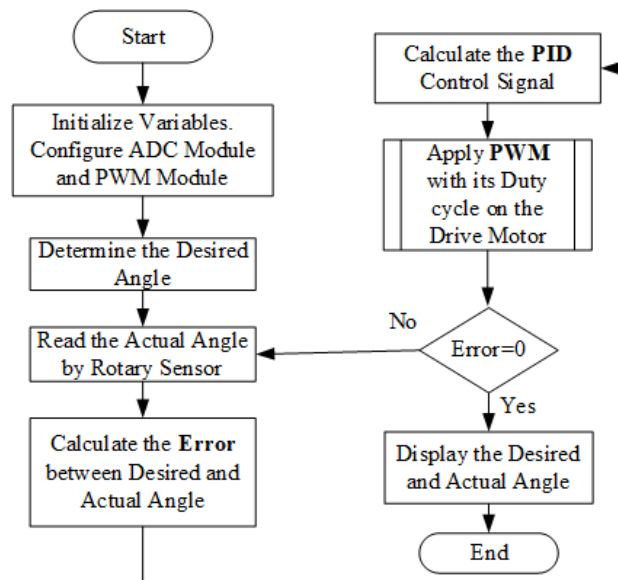 Start
Initialize Variables.
Configure ADC Module
and PWM Module
Determine the Desired
Angle
Read the Actual Angle
by Rotary Sensor
Calculate the Error
between Desired and
Actual Angle
Calculate the PID
Control Signal
Apply PWM
with its Duty
cycle on the
Drive Motor
No
Error=0
Yes
Display the Desired
and Actual Angle
End